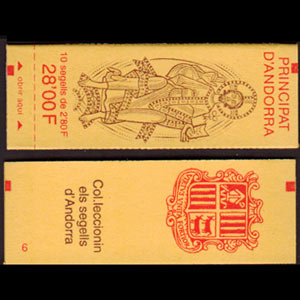 PRINCIPAT
D'ANDORRA
10 segells de 2'80F
28'00F
obrir aquí
Col.leccionin
els segells
d'Andorra
6